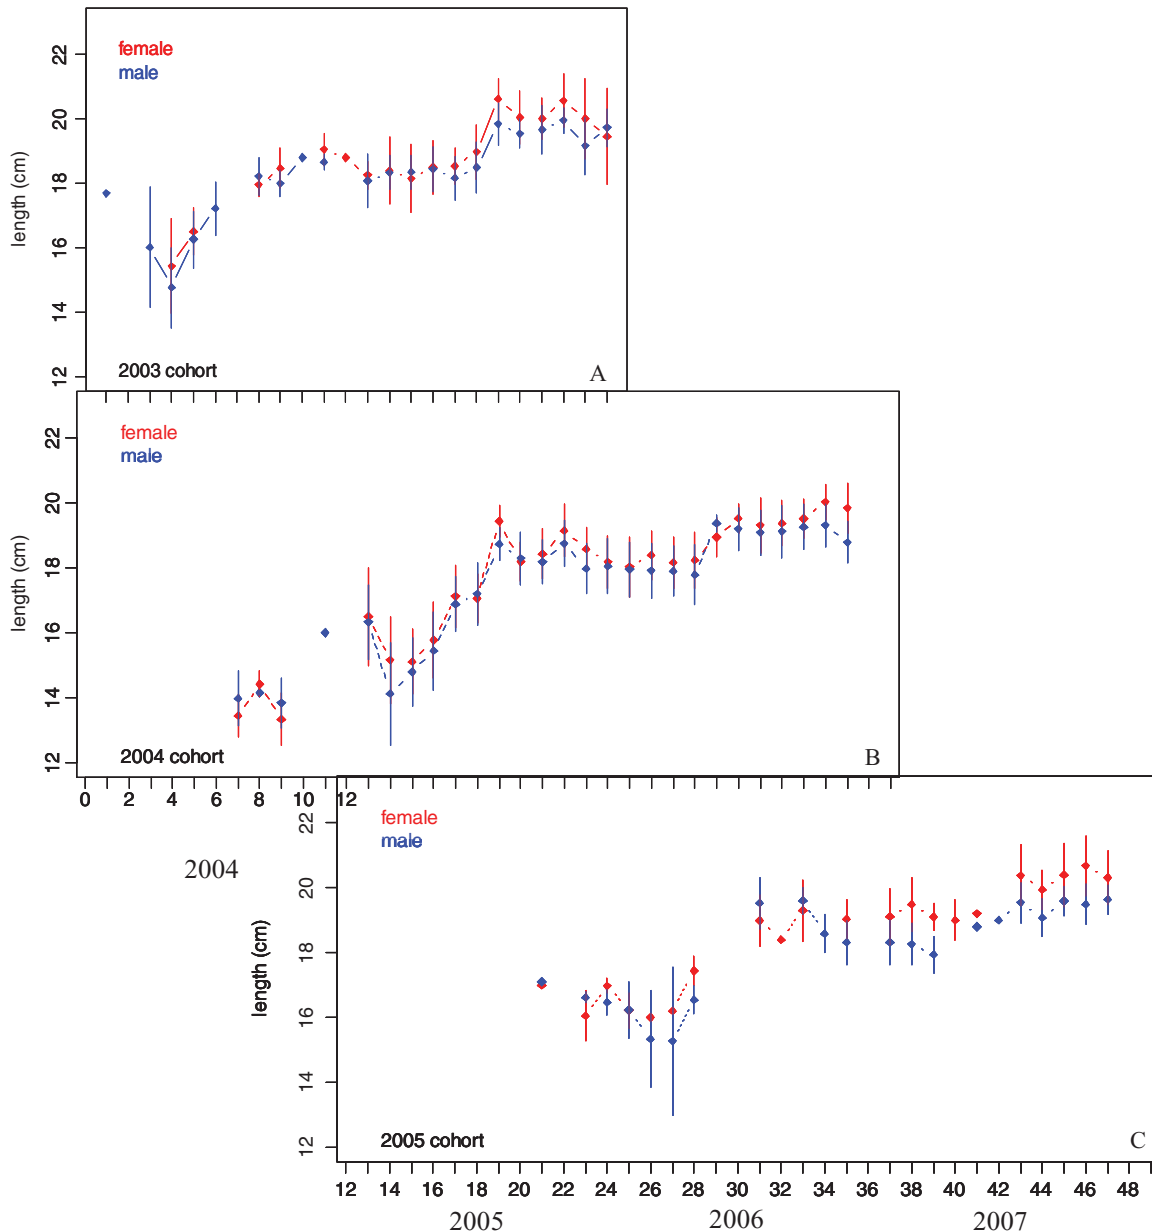 22
20
18
16
14
12
length (cm)
female
male
2003 cohort
A
22
20
18
16
14
12
length (cm)
female
male
2004 cohort
B
0 2 4 6 8 10 12
2004
22
20
18
16
14
12
length (cm)
female
male
2005 cohort
C
12 14 16 18 20 22 24 26 28 30 32 34 36 38 40 42 44 46 48
2005 2006 2007